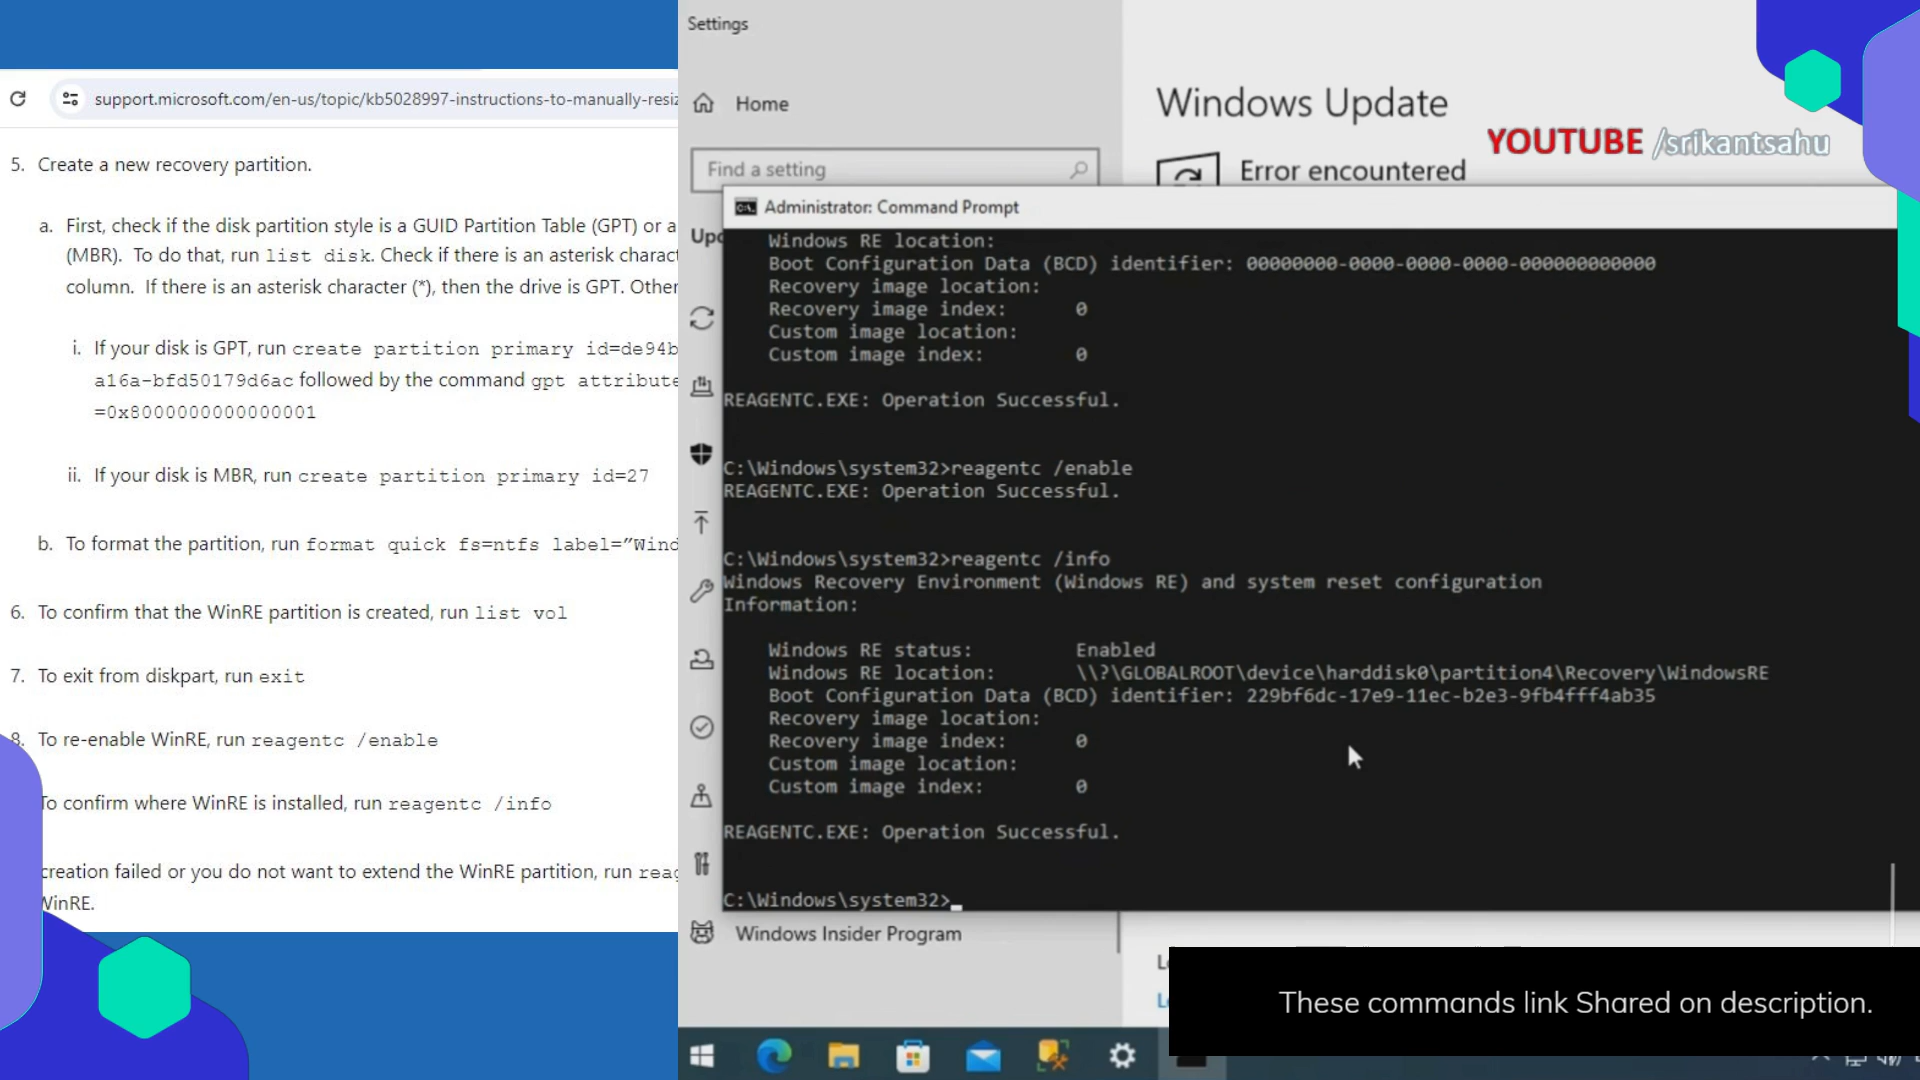 support.microsoft.com/en-us/topic/kb5028997-instructions-to-manually-resiz
5. Create a new recovery partition.
a. First, check if the disk partition style is a GUID Partition Table (GPT) or a
(MBR). To do that, run list disk. Check if there is an asterisk charact
column. If there is an asterisk character (*), then the drive is GPT. Other
i. If your disk is GPT, run create partition primary id=de94b
a16a-bfd50179d6ac followed by the command gpt attribute
=0x8000000000000001
ii. If your disk is MBR, run create partition primary id=27
b. To format the partition, run format quick fs=ntfs label=”Wind
6. To confirm that the WinRE partition is created, run list vol
7. To exit from diskpart, run exit
8. To re-enable WinRE, run reagentc /enable
To confirm where WinRE is installed, run reagentc /info
creation failed or you do not want to extend the WinRE partition, run reag
WinRE.
Settings
Home
Find a setting
Upd
Windows Insider Program
Windows Update
YOUTUBE /srikantsahu
Error encountered
Administrator: Command Prompt
Windows RE location:
Boot Configuration Data (BCD) identifier: 00000000-0000-0000-0000-000000000000
Recovery image location:
Recovery image index: 0
Custom image location:
Custom image index: 0
REAGENTC.EXE: Operation Successful.
C:\Windows\system32>reagentc /enable
REAGENTC.EXE: Operation Successful.
C:\Windows\system32>reagentc /info
Windows Recovery Environment (Windows RE) and system reset configuration
Information:
Windows RE status: Enabled
Windows RE location: \\?\GLOBALROOT\device\harddisk0\partition4\Recovery\WindowsRE
Boot Configuration Data (BCD) identifier: 229bf6dc-17e9-11ec-b2e3-9fb4fff4ab35
Recovery image location:
Recovery image index: 0
Custom image location:
Custom image index: 0
REAGENTC.EXE: Operation Successful.
C:\Windows\system32>
These commands link Shared on description.